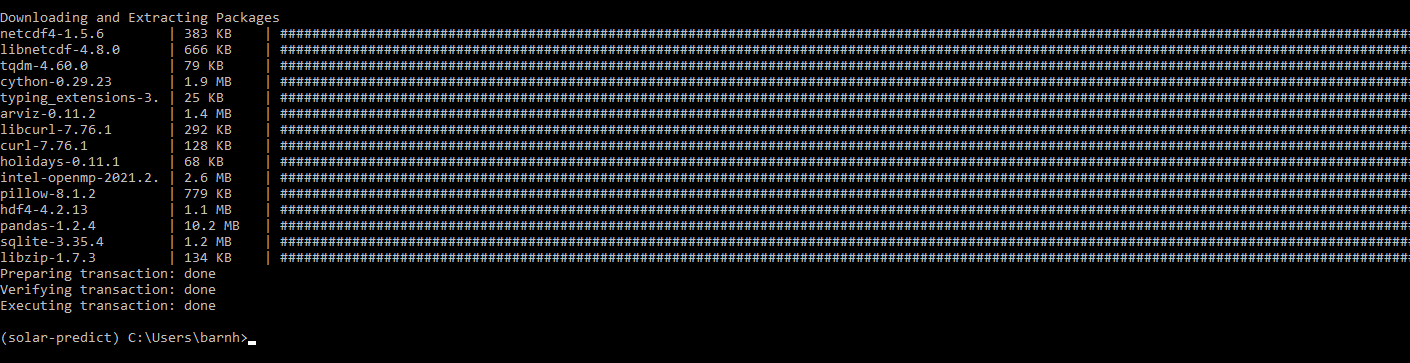 Downloading and Extracting Packages
netcdf4-1.5.6        | 383 KB    | ##############################################################################################################################################
libnetcdf-4.8.0      | 666 KB    | ##############################################################################################################################################
tqdm-4.60.0          | 79 KB     | ##############################################################################################################################################
cython-0.29.23       | 1.9 MB    | ##############################################################################################################################################
typing_extensions-3. | 25 KB     | ##############################################################################################################################################
arviz-0.11.2         | 1.4 MB    | ##############################################################################################################################################
libcurl-7.76.1       | 292 KB    | ##############################################################################################################################################
curl-7.76.1          | 128 KB    | ##############################################################################################################################################
holidays-0.11.1      | 68 KB     | ##############################################################################################################################################
intel-openmp-2021.2. | 2.6 MB    | ##############################################################################################################################################
pillow-8.1.2         | 779 KB    | ##############################################################################################################################################
hdf4-4.2.13          | 1.1 MB    | ##############################################################################################################################################
pandas-1.2.4         | 10.2 MB   | ##############################################################################################################################################
sqlite-3.35.4        | 1.2 MB    | ##############################################################################################################################################
libzip-1.7.3         | 134 KB    | ##############################################################################################################################################
Preparing transaction: done
Verifying transaction: done
Executing transaction: done
(solar-predict) C:\Users\barnh>